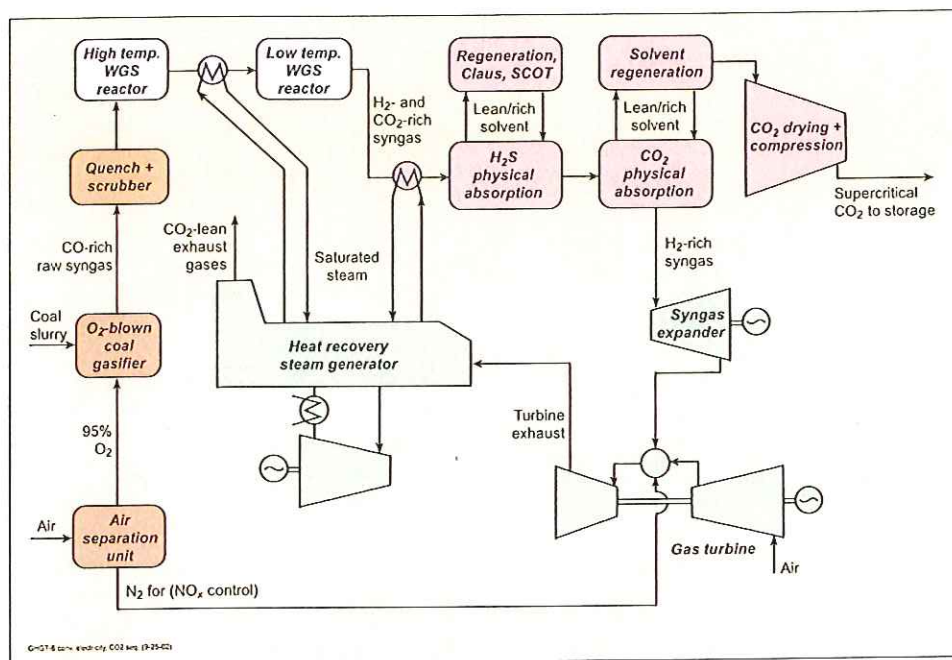 High temp.
WGS
reactor
Low temp.
WGS
reactor
Regeneration,
Claus, SCOT
Solvent
regeneration
H2- and
CO2-rich
syngas
Lean/rich
solvent
Lean/rich
solvent
CO2 drying +
compression
Quench +
scrubber
H2S
physical
absorption
CO2
physical
absorption
Supercritical
CO2 to storage
CO2-lean
exhaust
gases
CO-rich
raw syngas
Saturated
steam
H2-rich
syngas
Coal
slurry
O2-blown
coal
gasifier
Syngas
expander
Heat recovery
steam generator
95%
O2
Turbine
exhaust
Air
Air
separation
unit
Gas turbine
Air
N2 for (NOx control)